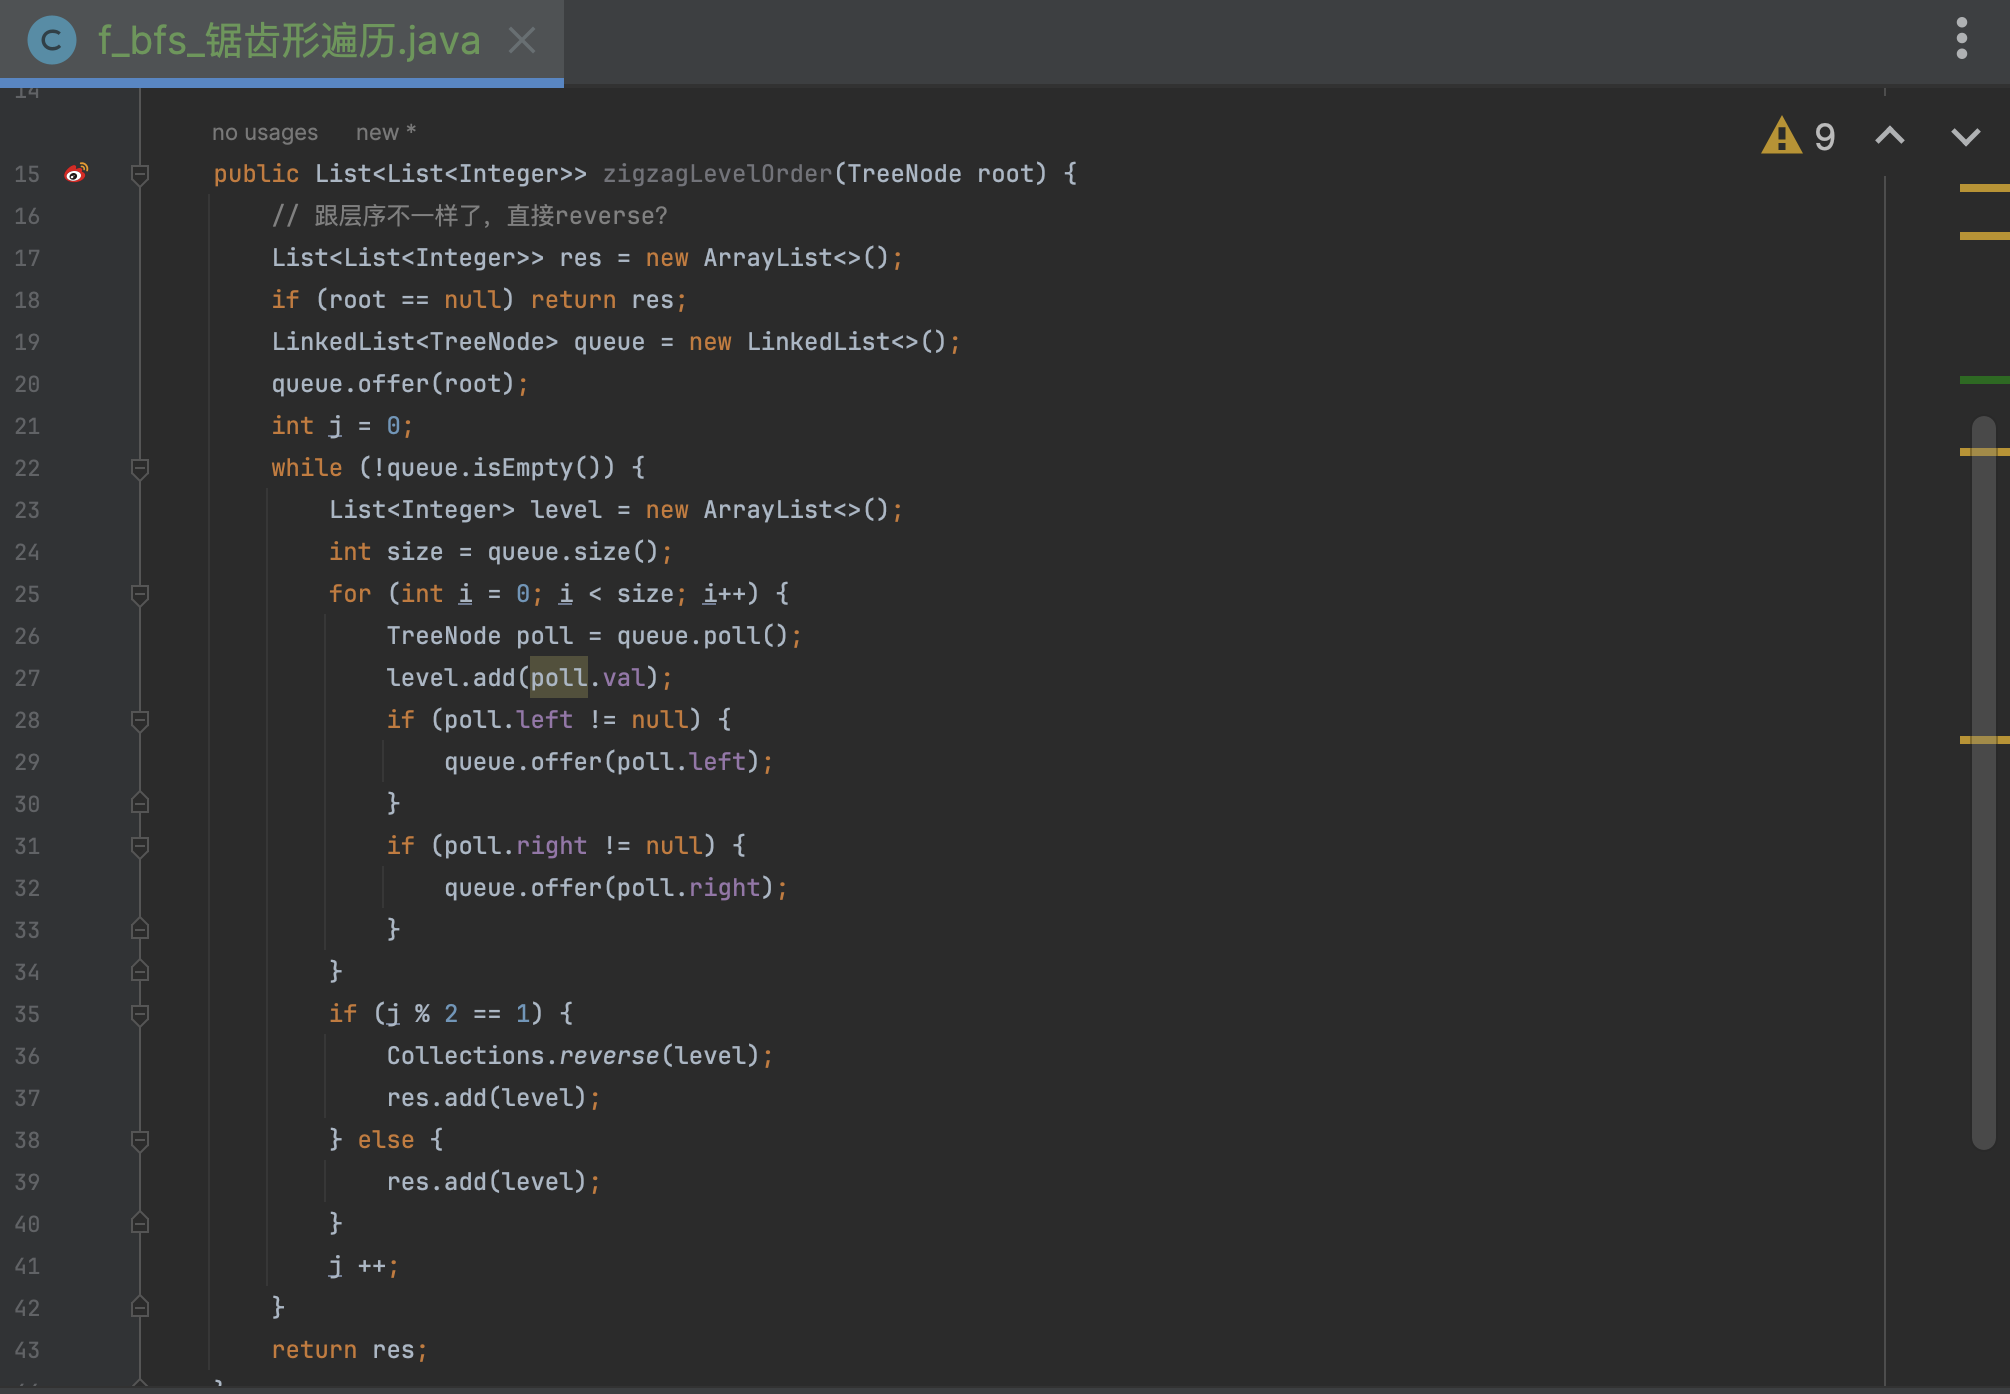 f_bfs_锯齿形遍历.java
14
no usages new *
9
15 public List<List<Integer>> zigzagLevelOrder(TreeNode root) {
16 // 跟层序不一样了，直接reverse?
17 List<List<Integer>> res = new ArrayList<>();
18 if (root == null) return res;
19 LinkedList<TreeNode> queue = new LinkedList<>();
20 queue.offer(root);
21 int j = 0;
22 while (!queue.isEmpty()) {
23 List<Integer> level = new ArrayList<>();
24 int size = queue.size();
25 for (int i = 0; i < size; i++) {
26 TreeNode poll = queue.poll();
27 level.add(poll.val);
28 if (poll.left != null) {
29 queue.offer(poll.left);
30 }
31 if (poll.right != null) {
32 queue.offer(poll.right);
33 }
34 }
35 if (j % 2 == 1) {
36 Collections.reverse(level);
37 res.add(level);
38 } else {
39 res.add(level);
40 }
41 j ++;
42 }
43 return res;